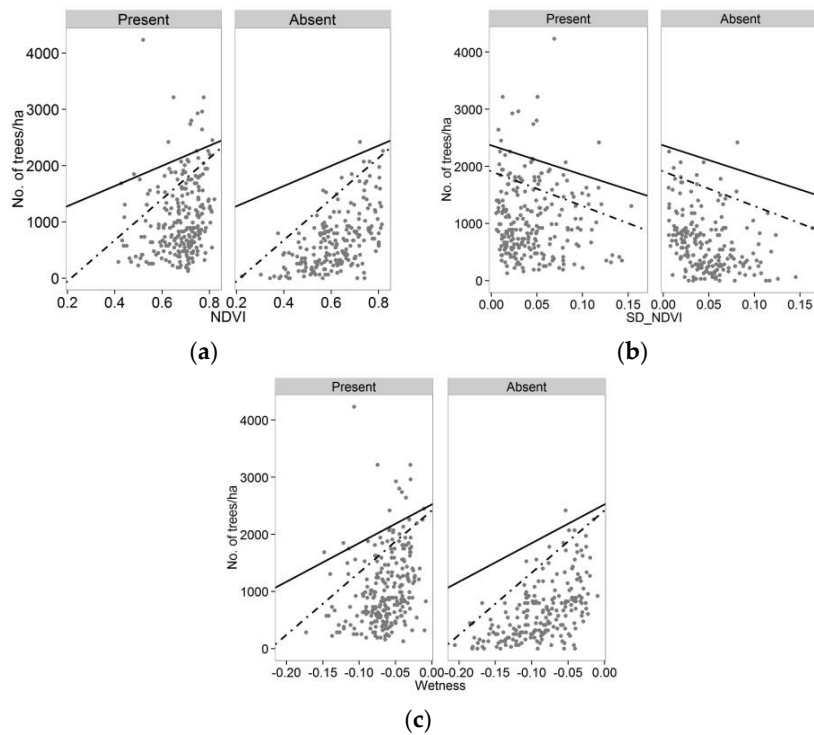 Present Absent
No. of trees/ha
4000
3000
2000
1000
0
0.2 0.4 0.6 0.8 0.2 0.4 0.6 0.8
NDVI
(a)
Present Absent
No. of trees/ha
4000
3000
2000
1000
0
0.00 0.05 0.10 0.15 0.00 0.05 0.10 0.15
SD_NDVI
(b)
Present Absent
No. of trees/ha
4000
3000
2000
1000
0
-0.20 -0.15 -0.10 -0.05 0.00 -0.20 -0.15 -0.10 -0.05 0.00
Wetness
(c)